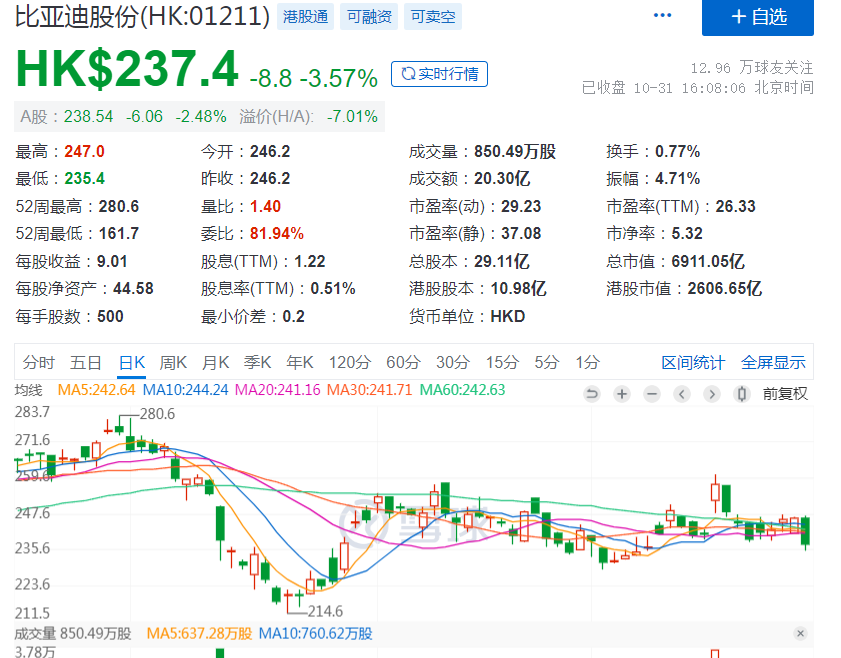 比亚迪股份(HK:01211) 港股通 可融资 可卖空 ••• +自选
HK$237.4 -8.8 -3.57% 实时行情
12.96 万球友关注
已收盘 10-31 16:08:06 北京时间
A股：238.54 -6.06 -2.48% 溢价(H/A): -7.01%
最高：247.0 今开：246.2 成交量：850.49万股 换手：0.77%
最低：235.4 昨收：246.2 成交额：20.30亿 振幅：4.71%
52周最高：280.6 量比：1.40 市盈率(动)：29.23 市盈率(TTM)：26.33
52周最低：161.7 委比：81.94% 市盈率(静)：37.08 市净率：5.32
每股收益：9.01 股息(TTM)：1.22 总股本：29.11亿 总市值：6911.05亿
每股净资产：44.58 股息率(TTM)：0.51% 港股股本：10.98亿 港股市值：2606.65亿
每手股数：500 最小价差：0.2 货币单位：HKD
分时 五日 日K 周K 月K 季K 年K 120分 60分 30分 15分 5分 1分 区间统计 全屏显示
均线 MA5:242.64 MA10:244.24 MA20:241.16 MA30:241.71 MA60:242.63 前复权
283.7
280.6
271.6
259.6
247.6
雪球
235.6
223.6
214.6
211.5
成交量 850.49万股 MA5:637.28万股 MA10:760.62万股
3.78万